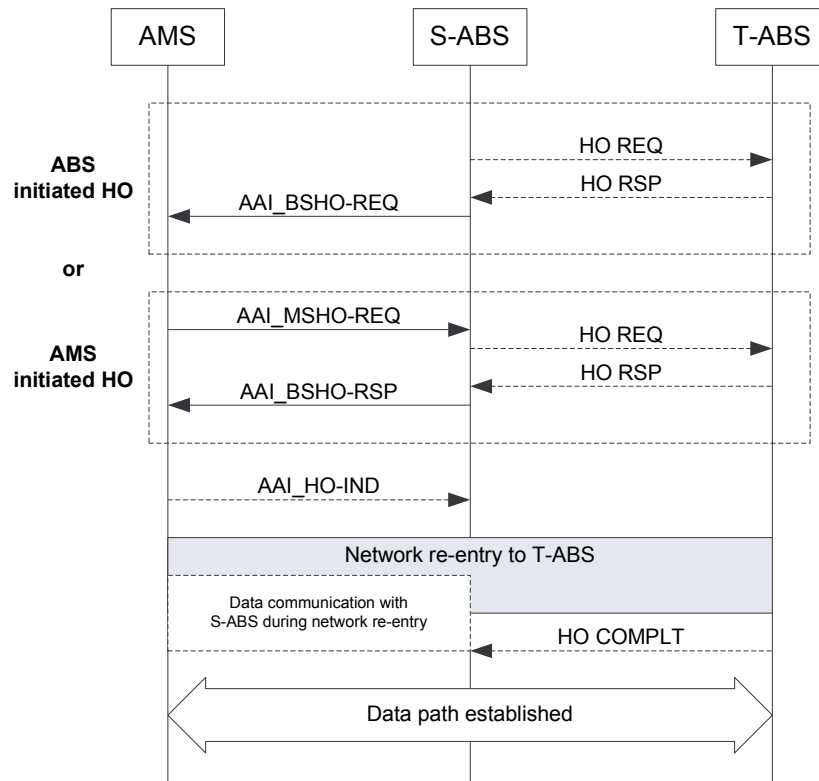 AMS
S-ABS
T-ABS
ABS
initiated HO
HO REQ
HO RSP
AAI_BSHO-REQ
or
AMS
initiated HO
AAI_MSHO-REQ
HO REQ
HO RSP
AAI_BSHO-RSP
AAI_HO-IND
Network re-entry to T-ABS
Data communication with
S-ABS during network re-entry
HO COMPLT
Data path established